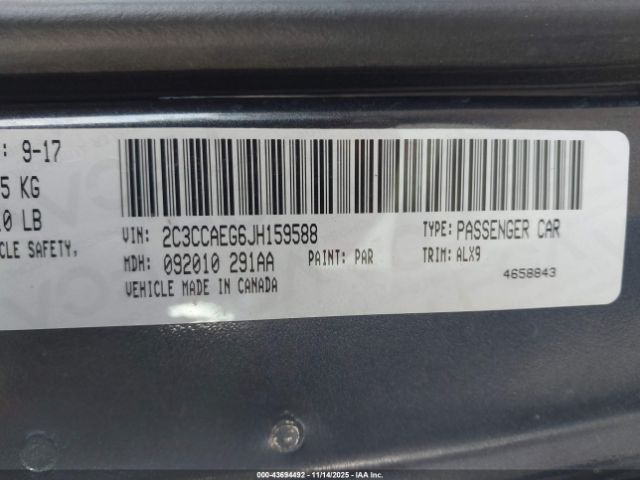 : 9-17
5 KG
0 LB
CLE SAFETY,
VIN: 2C3CCAEG6JH159588
TYPE: PASSENGER CAR
MDH: 092010 291AA
PAINT: PAR
TRIM: ALX9
VEHICLE MADE IN CANADA
4658843
000-43694492 - 11/14/2025 - IAA Inc.